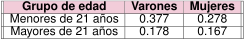 Grupo de edad Varones Mujeres
Menores de 21 años 0.377 0.278
Mayores de 21 años 0.178 0.167